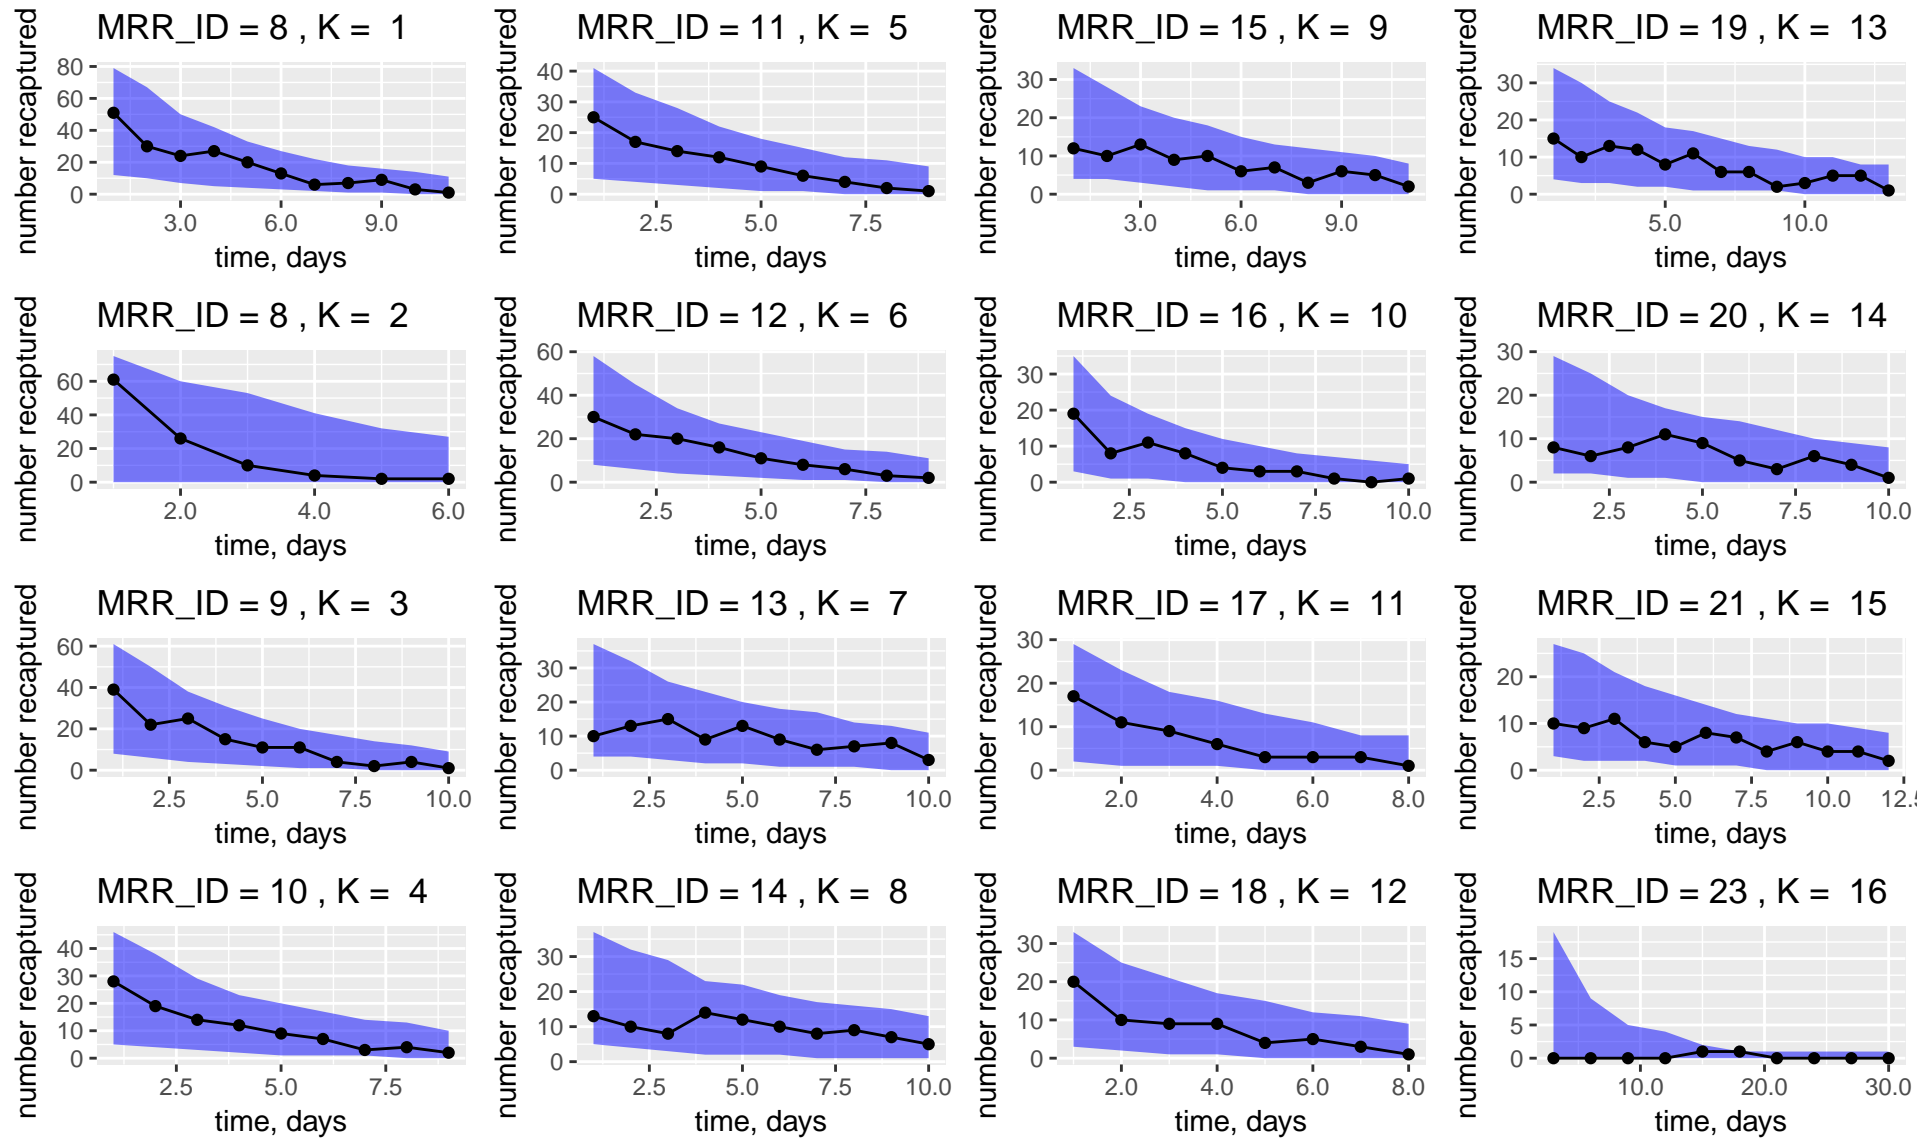 MRR_ID = 8 , K =  1
number recaptured
80
60
40
20
0
3.0 6.0 9.0
time, days
MRR_ID = 11 , K =  5
number recaptured
40
30
20
10
0
2.5 5.0 7.5
time, days
MRR_ID = 15 , K =  9
number recaptured
30
20
10
0
3.0 6.0 9.0
time, days
MRR_ID = 19 , K =  13
number recaptured
30
20
10
0
5.0 10.0
time, days
MRR_ID = 8 , K =  2
number recaptured
60
40
20
0
2.0 4.0 6.0
time, days
MRR_ID = 12 , K =  6
number recaptured
60
40
20
0
2.5 5.0 7.5
time, days
MRR_ID = 16 , K =  10
number recaptured
30
20
10
0
2.5 5.0 7.5 10.0
time, days
MRR_ID = 20 , K =  14
number recaptured
30
20
10
0
2.5 5.0 7.5 10.0
time, days
MRR_ID = 9 , K =  3
number recaptured
60
40
20
0
2.5 5.0 7.5 10.0
time, days
MRR_ID = 13 , K =  7
number recaptured
30
20
10
0
2.5 5.0 7.5 10.0
time, days
MRR_ID = 17 , K =  11
number recaptured
30
20
10
0
2.0 4.0 6.0 8.0
time, days
MRR_ID = 21 , K =  15
number recaptured
20
10
0
2.5 5.0 7.5 10.0 12.5
time, days
MRR_ID = 10 , K =  4
number recaptured
40
30
20
10
0
2.5 5.0 7.5
time, days
MRR_ID = 14 , K =  8
number recaptured
30
20
10
0
2.5 5.0 7.5 10.0
time, days
MRR_ID = 18 , K =  12
number recaptured
30
20
10
0
2.0 4.0 6.0 8.0
time, days
MRR_ID = 23 , K =  16
number recaptured
15
10
5
0
10.0 20.0 30.0
time, days